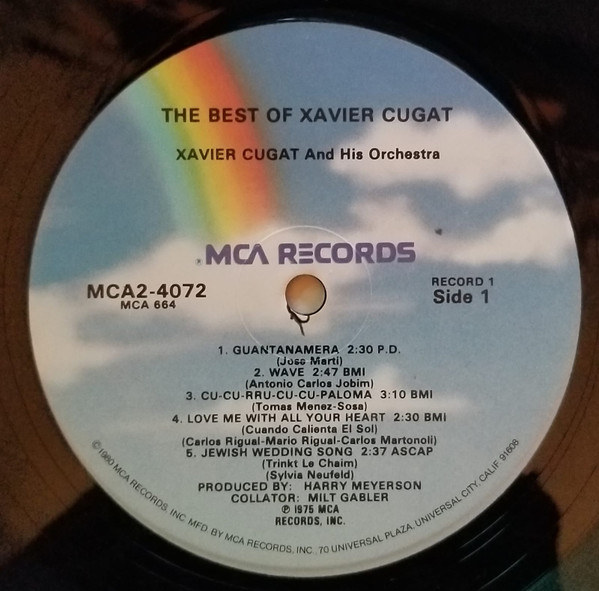 THE BEST OF XAVIER CUGAT
XAVIER CUGAT And His Orchestra
MCA RECORDS
MCA2-4072
MCA 664
RECORD 1
Side 1
1. GUANTANAMERA 2:30 P.D.
(Jose Marti)
2. WAVE 2:47 BMI
(Antonio Carlos Jobim)
3. CU-CU-RRU-CU-CU-PALOMA 3:10 BMI
(Tomas Menez-Sosa)
4. LOVE ME WITH ALL YOUR HEART 2:30 BMI
(Cuando Calienta El Sol)
(Carlos Rigual-Mario Rigual-Carlos Martonoli)
5. JEWISH WEDDING SONG 2:37 ASCAP
(Trinkt Le Chaim)
(Sylvia Neufeld)
PRODUCED BY: HARRY MEYERSON
COLLATOR: MILT GABLER
℗ 1975 MCA
RECORDS, INC.
©1980 MCA RECORDS, INC. MFD. BY MCA RECORDS, INC. 70 UNIVERSAL PLAZA, UNIVERSAL CITY, CALIF. 91608